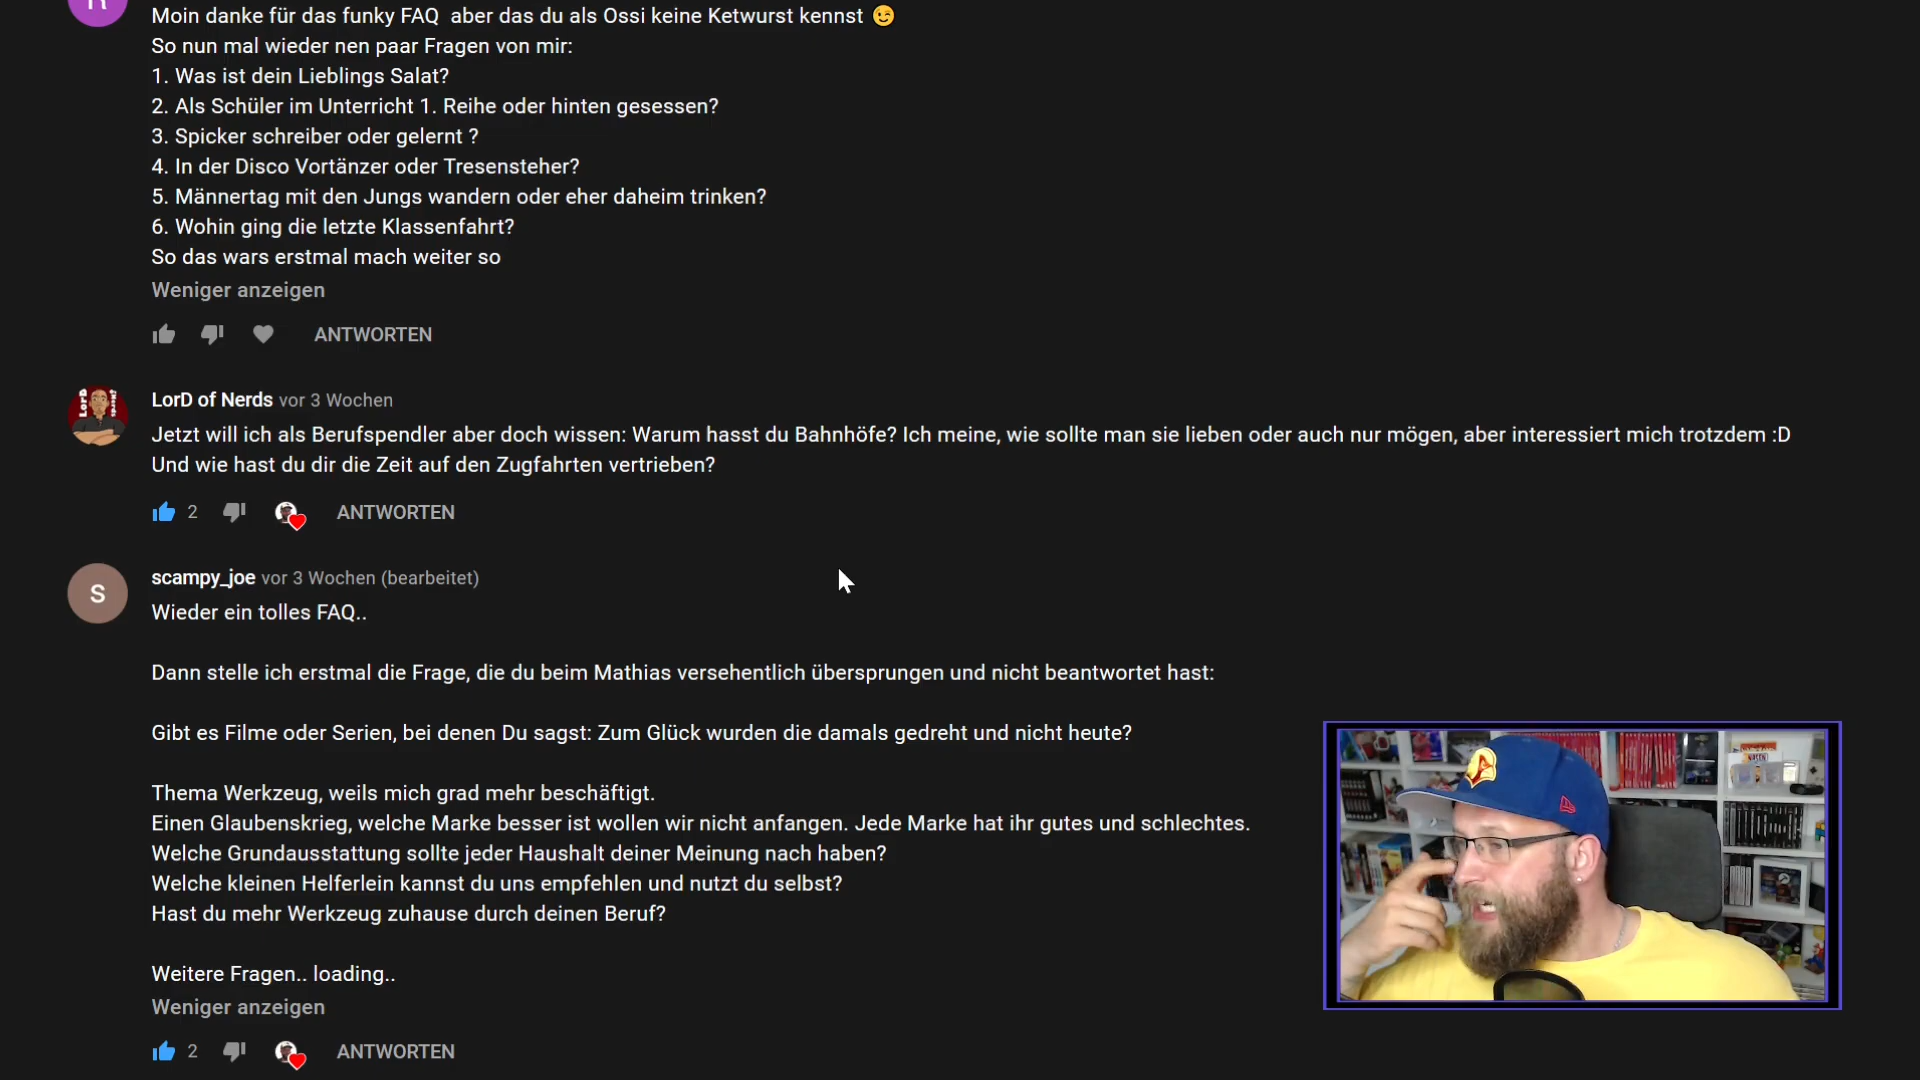 Moin danke für das funky FAQ  aber das du als Ossi keine Ketwurst kennst 😉
So nun mal wieder nen paar Fragen von mir:
1. Was ist dein Lieblings Salat?
2. Als Schüler im Unterricht 1. Reihe oder hinten gesessen?
3. Spicker schreiber oder gelernt ?
4. In der Disco Vortänzer oder Tresensteher?
5. Männertag mit den Jungs wandern oder eher daheim trinken?
6. Wohin ging die letzte Klassenfahrt?
So das wars erstmal mach weiter so
Weniger anzeigen
ANTWORTEN
LorD of Nerds vor 3 Wochen
Jetzt will ich als Berufspendler aber doch wissen: Warum hasst du Bahnhöfe? Ich meine, wie sollte man sie lieben oder auch nur mögen, aber interessiert mich trotzdem :D
Und wie hast du dir die Zeit auf den Zugfahrten vertrieben?
2 ANTWORTEN
S
scampy_joe vor 3 Wochen (bearbeitet)
Wieder ein tolles FAQ..
Dann stelle ich erstmal die Frage, die du beim Mathias versehentlich übersprungen und nicht beantwortet hast:
Gibt es Filme oder Serien, bei denen Du sagst: Zum Glück wurden die damals gedreht und nicht heute?
Thema Werkzeug, weils mich grad mehr beschäftigt.
Einen Glaubenskrieg, welche Marke besser ist wollen wir nicht anfangen. Jede Marke hat ihr gutes und schlechtes.
Welche Grundausstattung sollte jeder Haushalt deiner Meinung nach haben?
Welche kleinen Helferlein kannst du uns empfehlen und nutzt du selbst?
Hast du mehr Werkzeug zuhause durch deinen Beruf?
Weitere Fragen.. loading..
Weniger anzeigen
2 ANTWORTEN